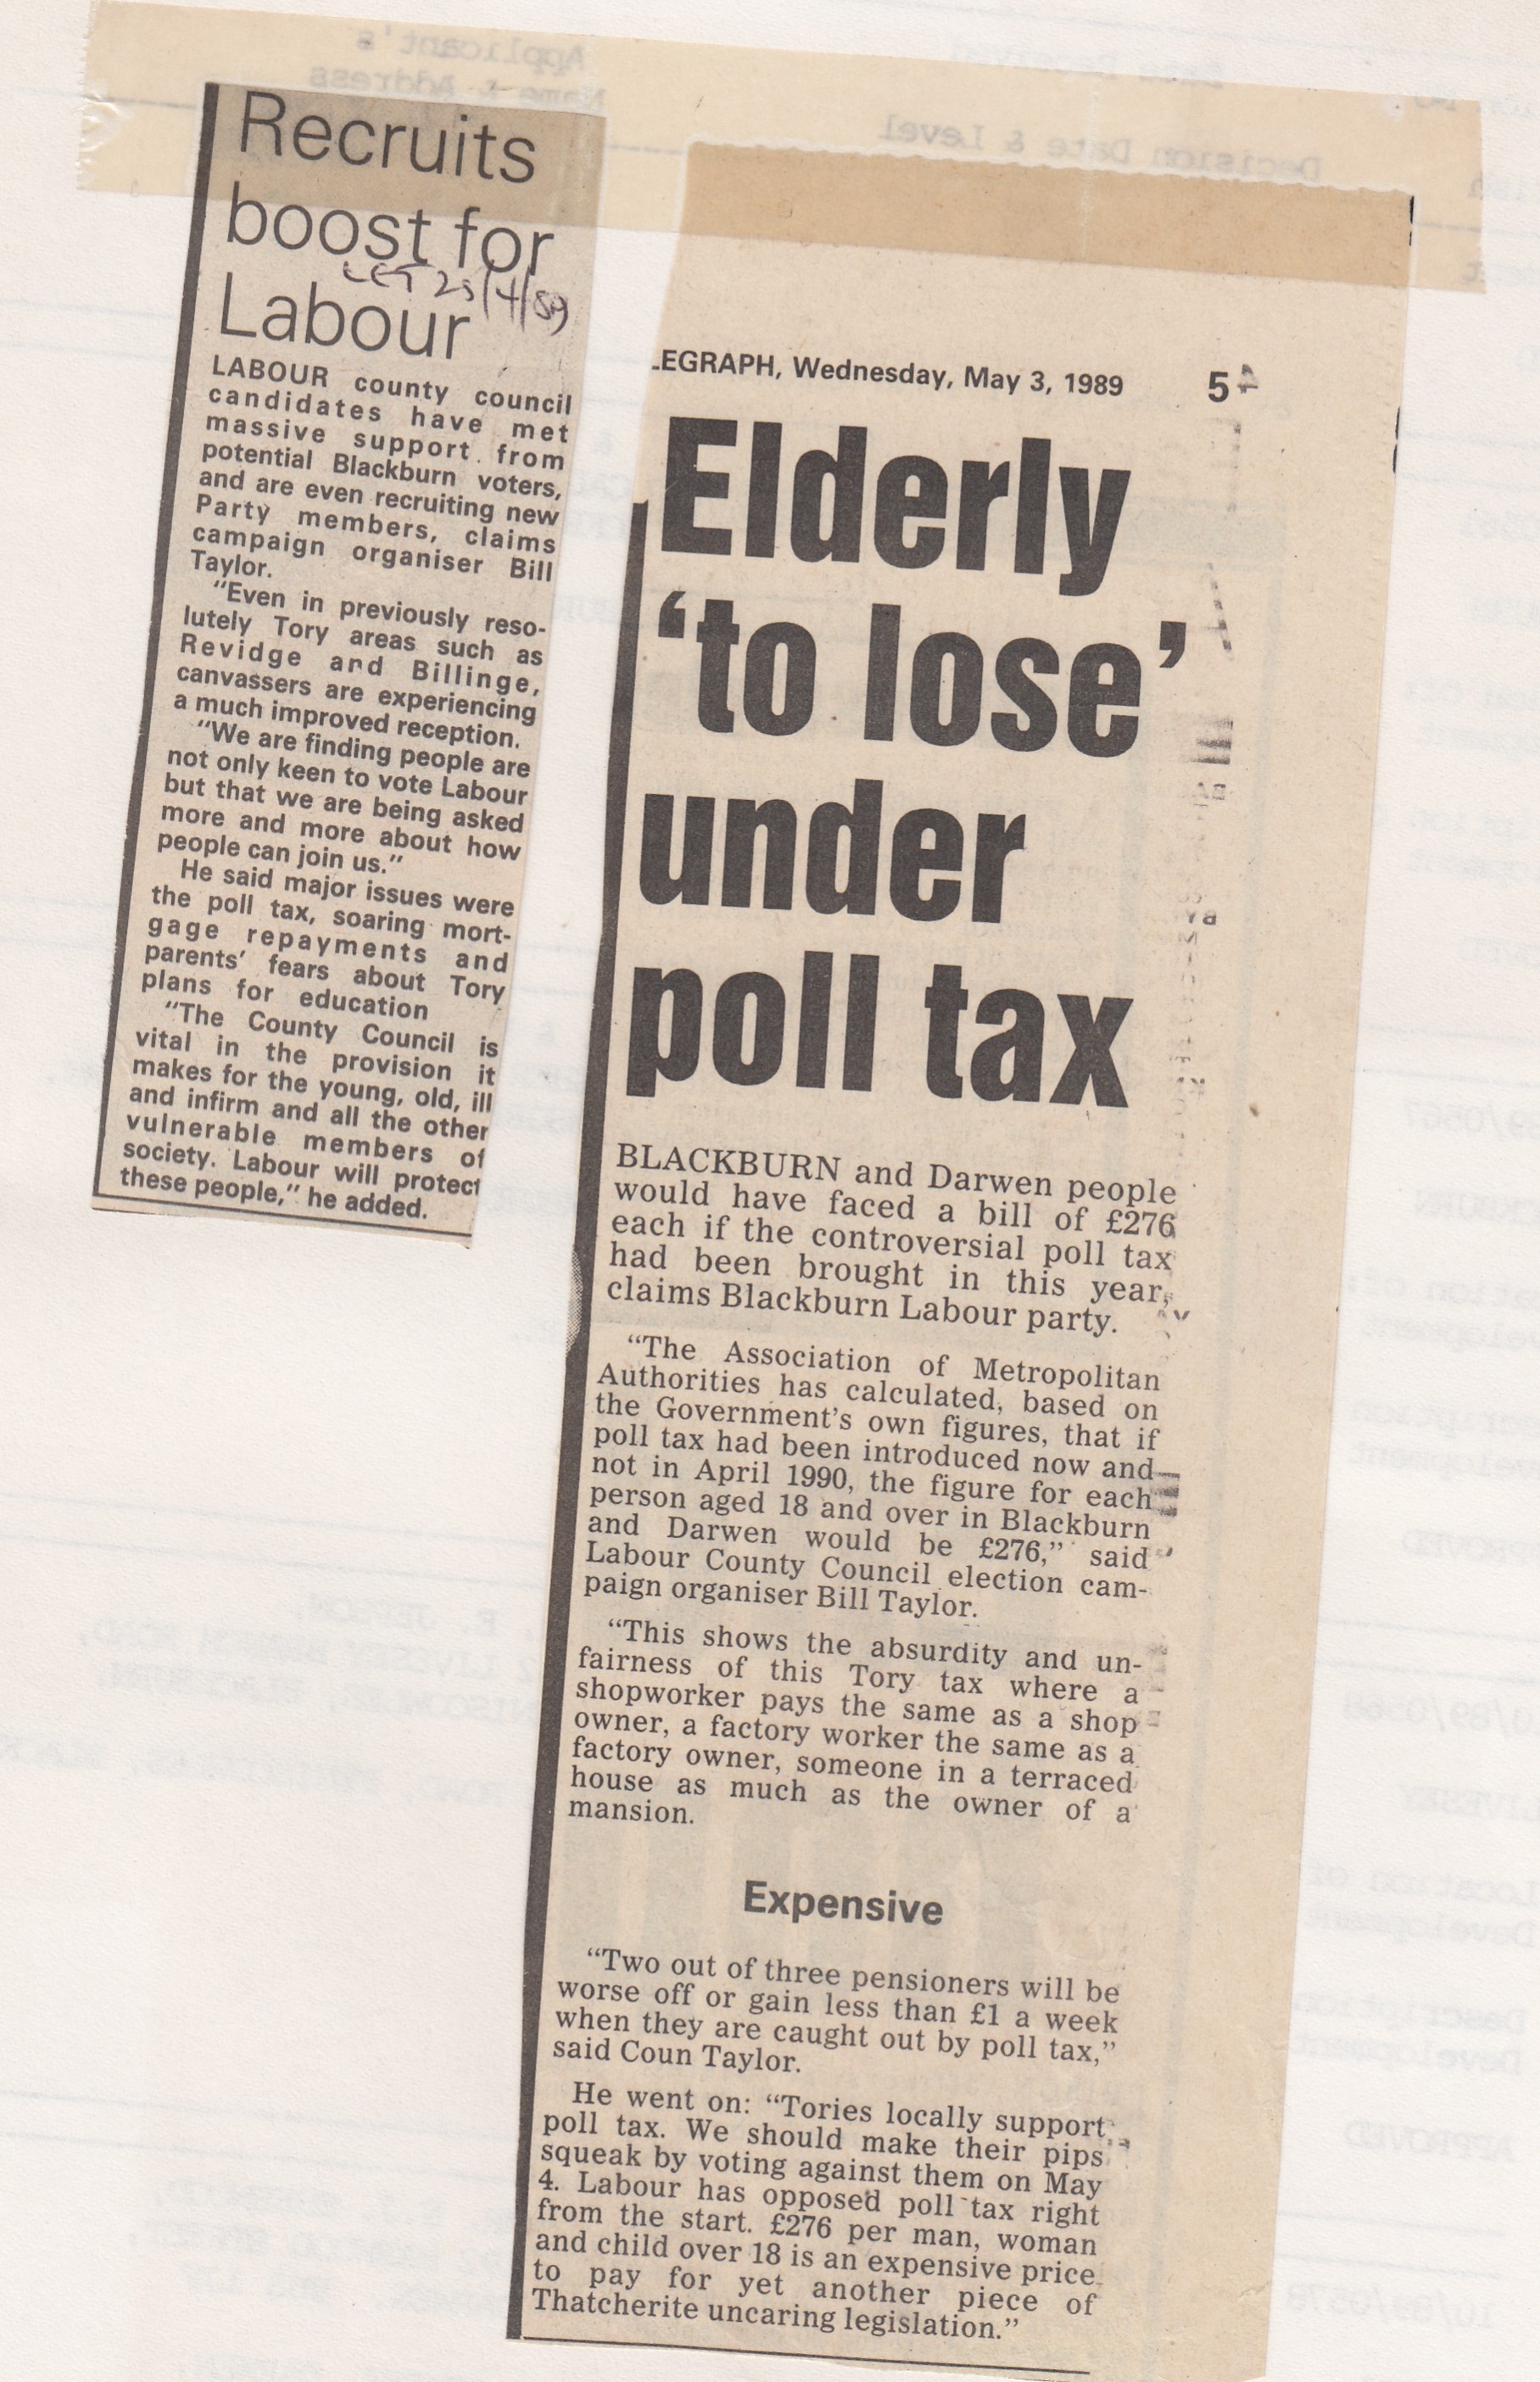 Recruits
boost for
Labour
LET 25/4/89
LABOUR county council
candidates have met
massive support from
potential Blackburn voters,
and are even recruiting new
Party members, claims
campaign organiser Bill
Taylor.
“Even in previously reso-
lutely Tory areas such as
Revidge and Billinge,
canvassers are experiencing
a much improved reception.
“We are finding people are
not only keen to vote Labour
but that we are being asked
more and more about how
people can join us.”
He said major issues were
the poll tax, soaring mort-
gage repayments and
parents’ fears about Tory
plans for education
“The County Council is
vital in the provision it
makes for the young, old, ill
and infirm and all the other
vulnerable members of
society. Labour will protect
these people,” he added.
LEGRAPH, Wednesday, May 3, 1989 5
Elderly
‘to lose’
under
poll tax
BLACKBURN and Darwen people
would have faced a bill of £276
each if the controversial poll tax
had been brought in this year,
claims Blackburn Labour party.
“The Association of Metropolitan
Authorities has calculated, based on
the Government’s own figures, that if
poll tax had been introduced now and
not in April 1990, the figure for each
person aged 18 and over in Blackburn
and Darwen would be £276,” said
Labour County Council election cam-
paign organiser Bill Taylor.
“This shows the absurdity and un-
fairness of this Tory tax where a
shopworker pays the same as a shop
owner, a factory worker the same as a
factory owner, someone in a terraced
house as much as the owner of a
mansion.
Expensive
“Two out of three pensioners will be
worse off or gain less than £1 a week
when they are caught out by poll tax,”
said Coun Taylor.
He went on: “Tories locally support
poll tax. We should make their pips
squeak by voting against them on May
4. Labour has opposed poll tax right
from the start. £276 per man, woman
and child over 18 is an expensive price
to pay for yet another piece of
Thatcherite uncaring legislation.”
Applicant's
Name & Address
Decision Date & Level